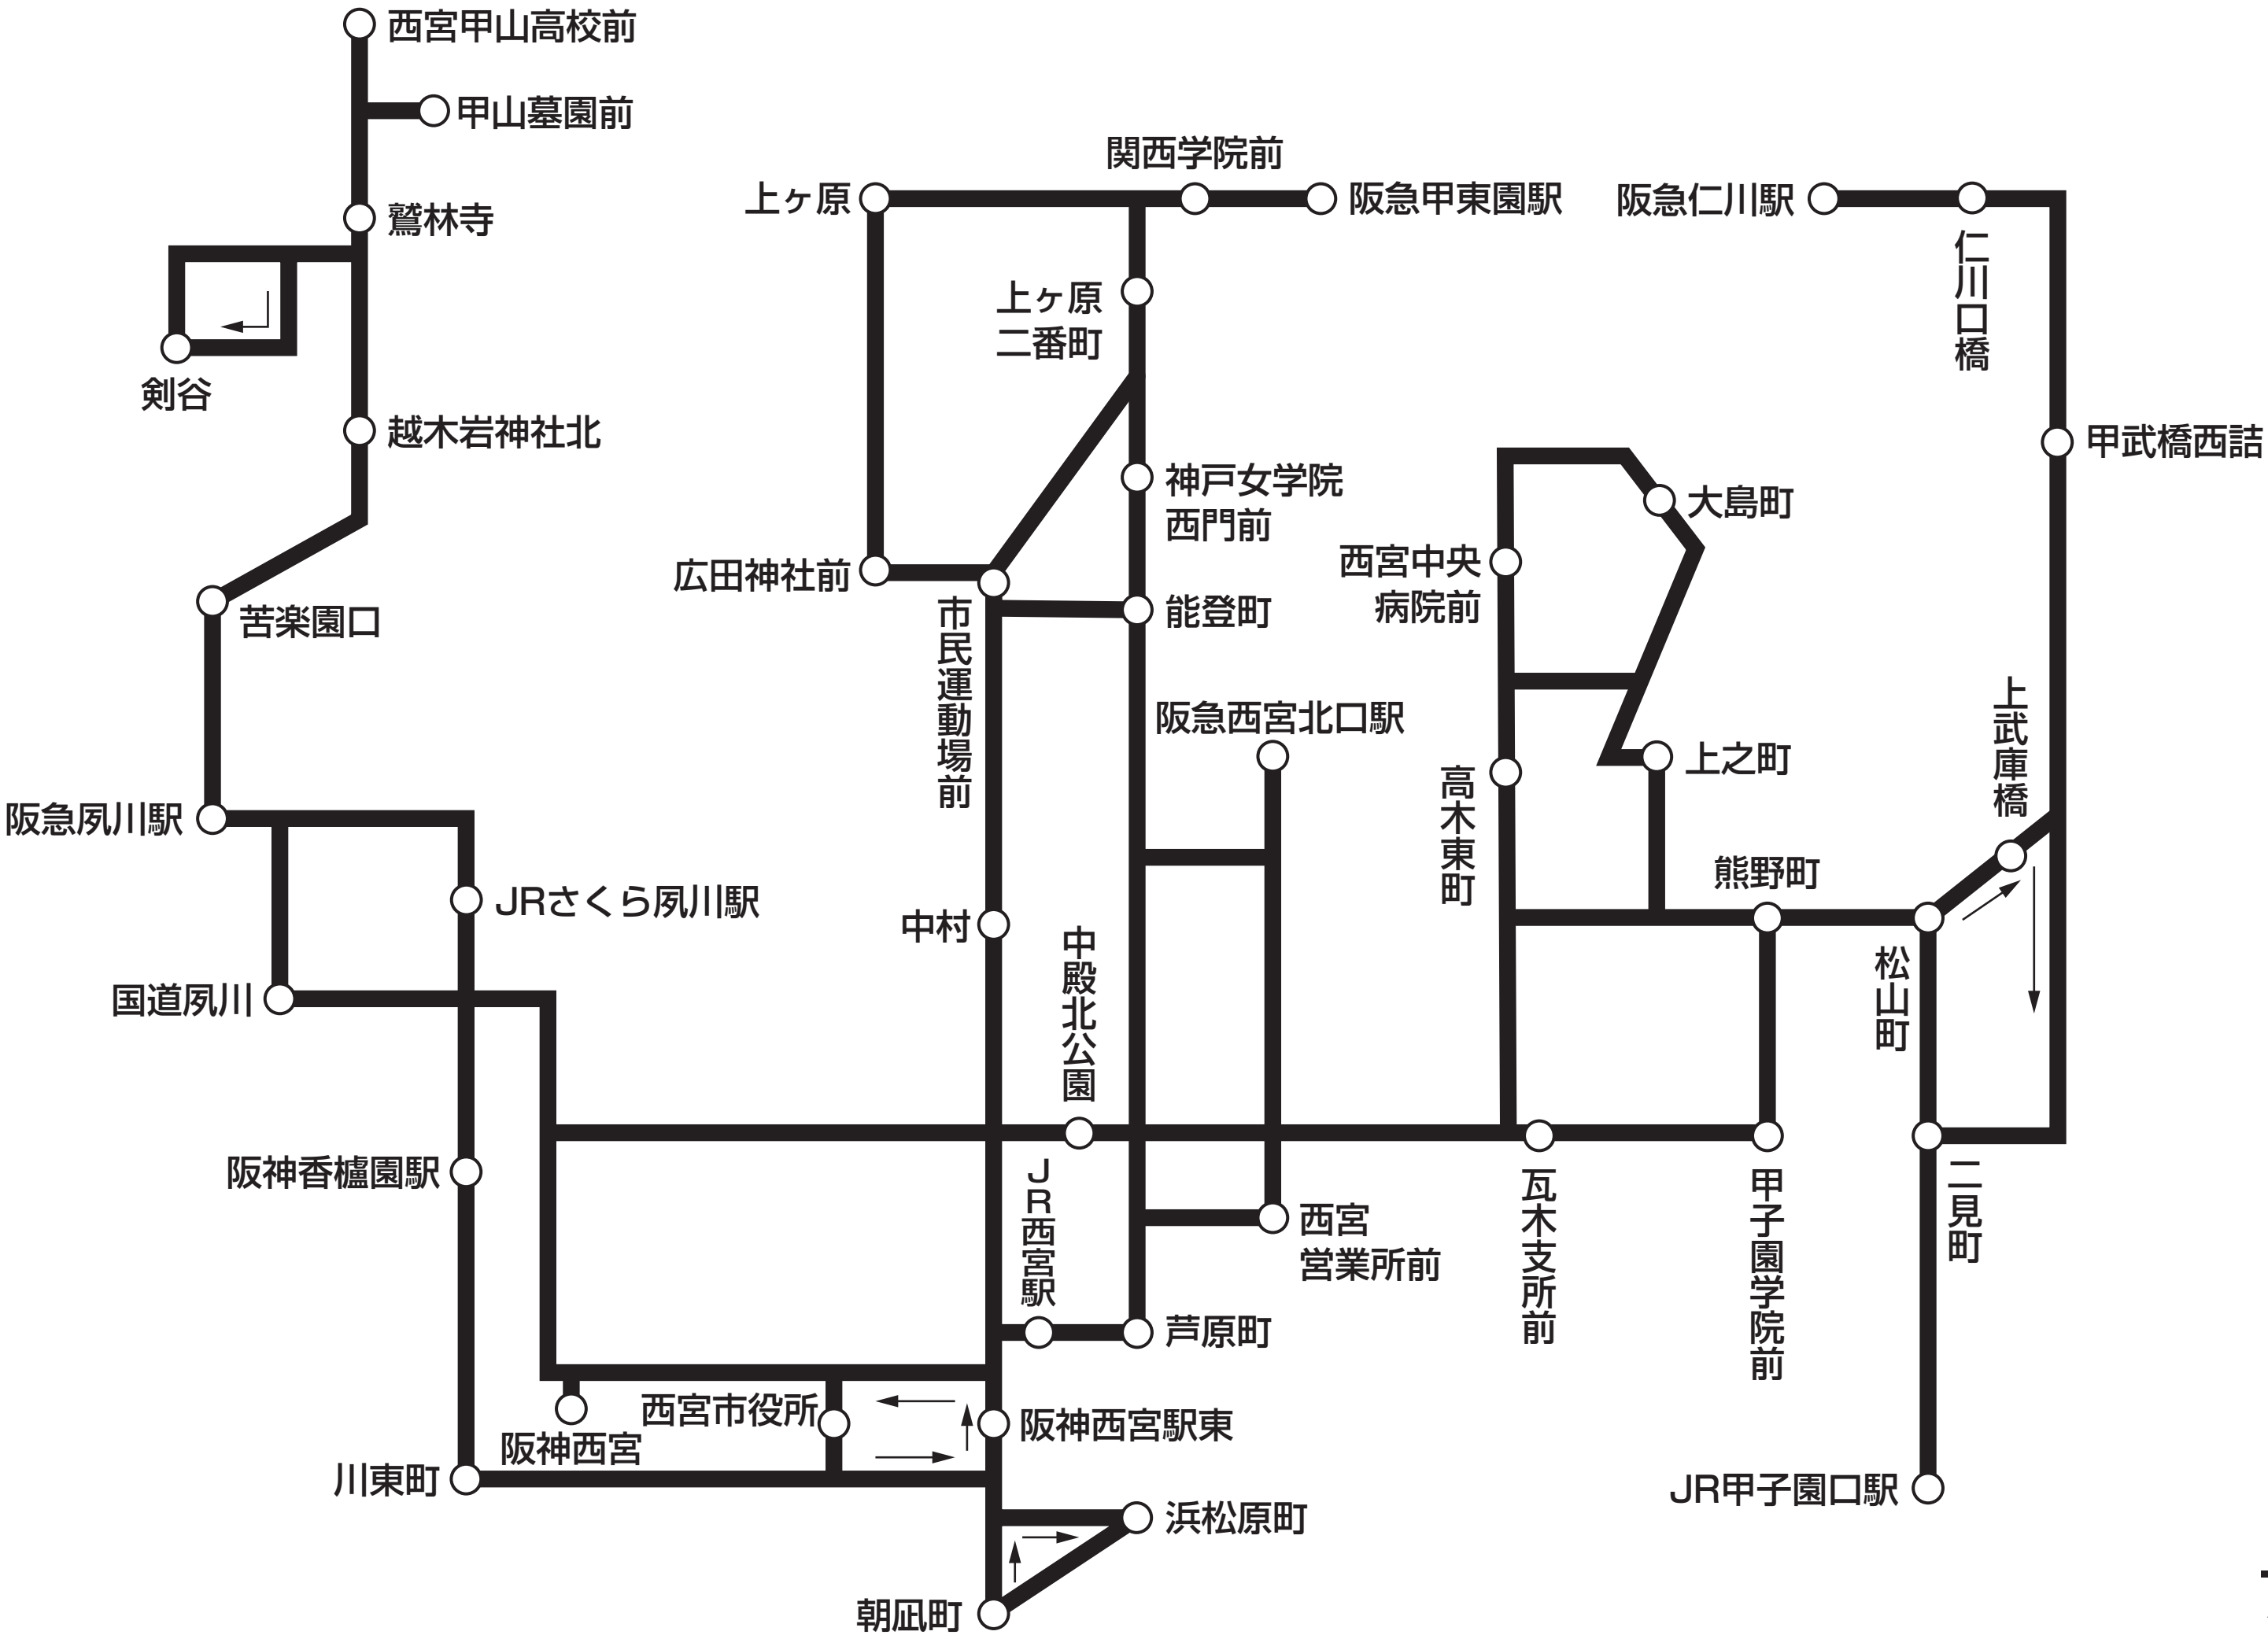 西宮甲山高校前
甲山墓園前
関西学院前
上ヶ原
阪急甲東園駅
阪急仁川駅
鷲林寺
仁川口橋
上ヶ原
二番町
剣谷
越木岩神社北
甲武橋西詰
神戸女学院
西門前
大島町
西宮中央
病院前
広田神社前
市民運動場前
能登町
苦楽園口
上武庫橋
阪急西宮北口駅
上之町
高木東町
阪急夙川駅
熊野町
JRさくら夙川駅
中村
中殿北公園
松山町
国道夙川
阪神香櫨園駅
JR西宮駅
西宮
営業所前
瓦木支所前
甲子園学院前
二見町
芦原町
西宮市役所
阪神西宮駅東
阪神西宮
川東町
JR甲子園口駅
浜松原町
朝凪町